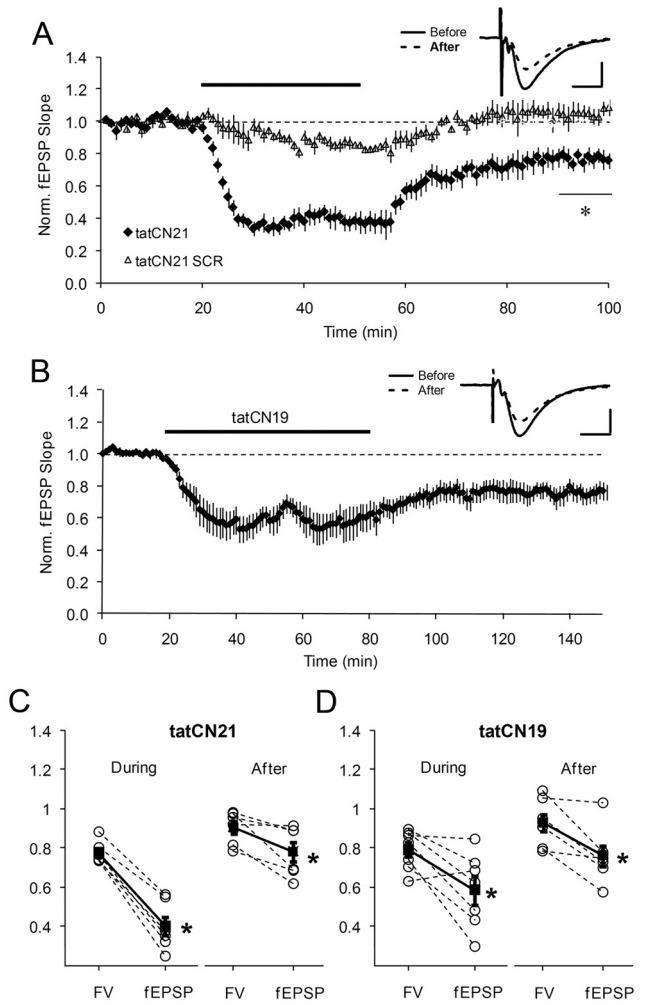 A
Before
After
1.4
1.2
1.0
0.8
0.6
0.4
0.2
0.0
Norm. fEPSP Slope
*
tatCN21
tatCN21 SCR
0 20 40 60 80 100
Time (min)
B
Before
After
tatCN19
1.4
1.2
1.0
0.8
0.6
0.4
0.2
0.0
Norm. fEPSP Slope
0 20 40 60 80 100 120 140
Time (min)
C
tatCN21
During After
1.4
1.2
1
0.8
0.6
0.4
*
*
FV fEPSP FV fEPSP
D
tatCN19
During After
1.4
1.2
1
0.8
0.6
0.4
*
*
FV fEPSP FV fEPSP